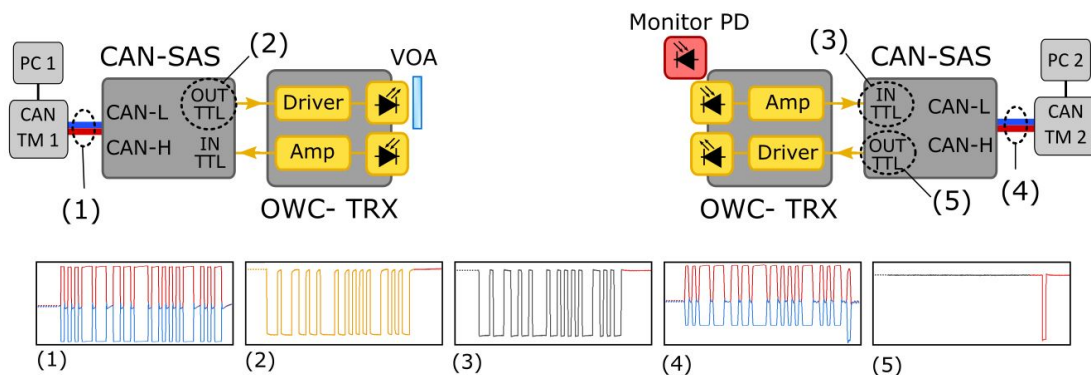 Monitor PD
CAN-SAS
(2)
VOA
(3)
CAN-SAS
PC 1
PC 2
CAN
TM 1
CAN-L
CAN-H
OUT
TTL
IN
TTL
Driver
Amp
Amp
Driver
IN
TTL
OUT
TTL
CAN-L
CAN-H
CAN
TM 2
(1)
OWC- TRX
OWC- TRX
(5)
(4)
(1)
(2)
(3)
(4)
(5)